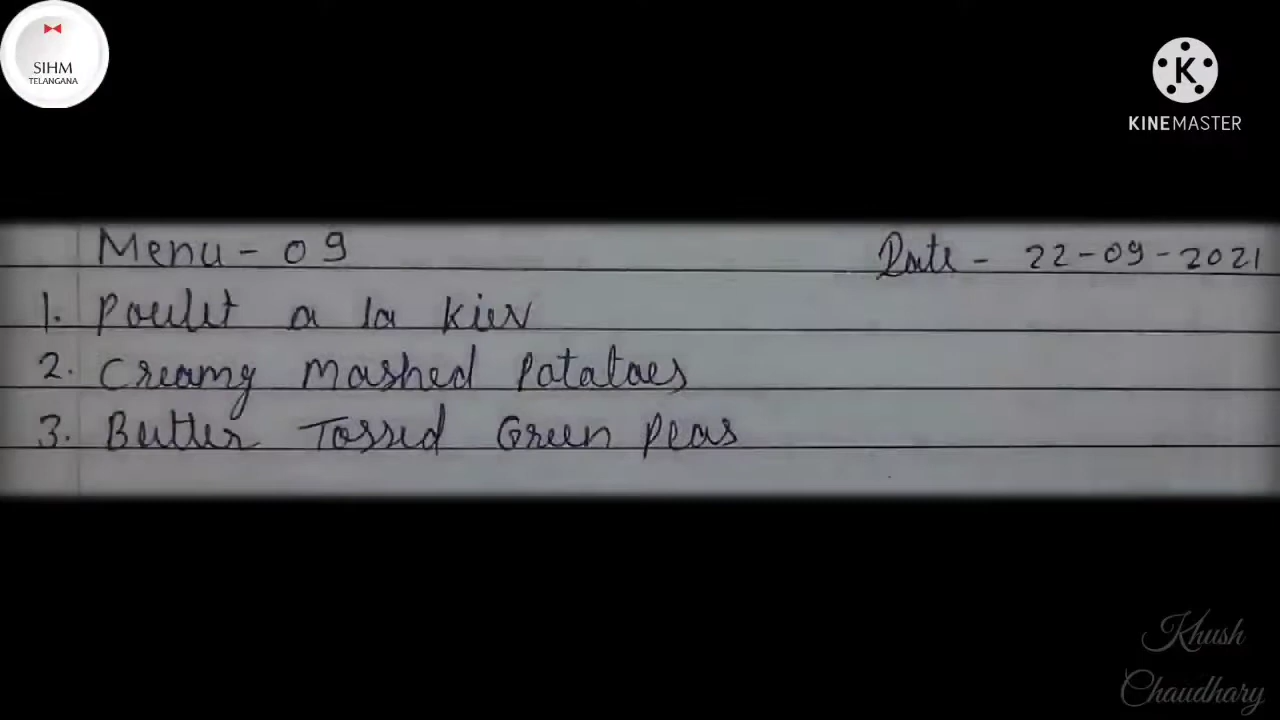 SIHM
TELANGANA
KINEMASTER
Menu - 09
Date - 22-09-2021
1. Poulet a la Kiev
2. Creamy Mashed Potatoes
3. Butter Tossed Green Peas
Khush
Chaudhary